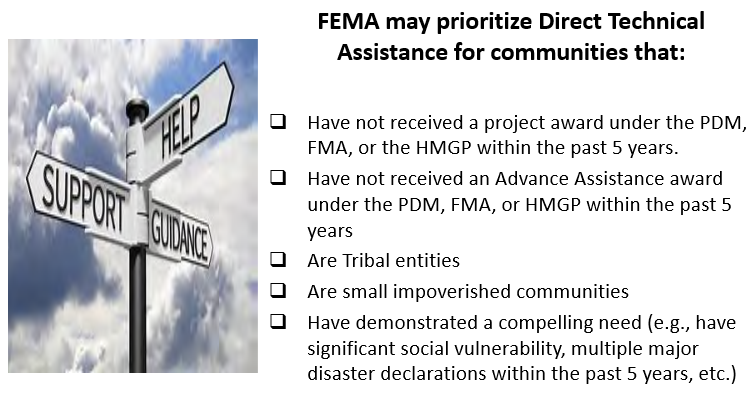 FEMA may prioritize Direct Technical
Assistance for communities that:
HELP
SUPPORT
GUIDANCE
Have not received a project award under the PDM,
FMA, or the HMGP within the past 5 years.
Have not received an Advance Assistance award
under the PDM, FMA, or HMGP within the past 5
years
Are Tribal entities
Are small impoverished communities
Have demonstrated a compelling need (e.g., have
significant social vulnerability, multiple major
disaster declarations within the past 5 years, etc.)